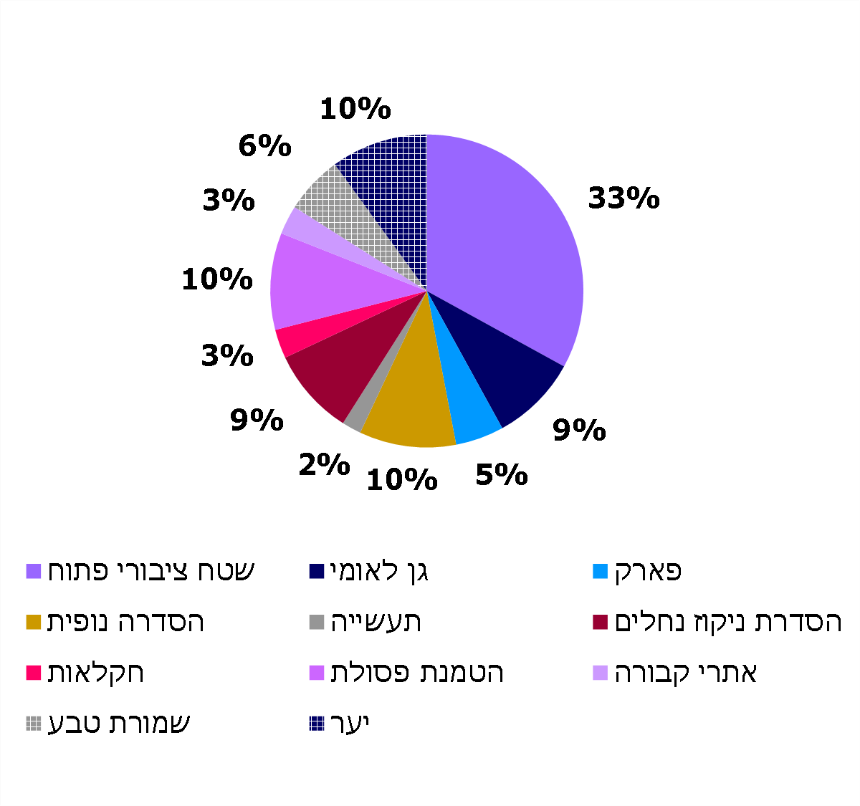 10%
6%
33%
3%
10%
3%
9%
9%
2%
10%
5%
שטח ציבורי פתוח
גן לאומי
פארק
הסדרה נופית
תעשייה
הסדרת ניקוז נחלים
חקלאות
הטמנת פסולת
אתרי קבורה
שמורת טבע
יער